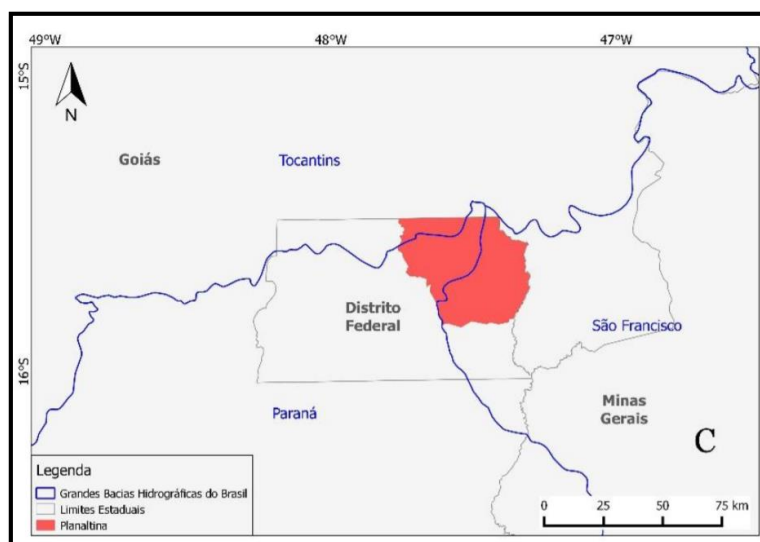 49°W
48°W
47°W
15°S
N
Goiás
Tocantins
Distrito
Federal
São Francisco
16°S
Paraná
Minas
Gerais
C
Legenda
Grandes Bacias Hidrográficas do Brasil
Limites Estaduais
Planaltina
0 25 50 75 km